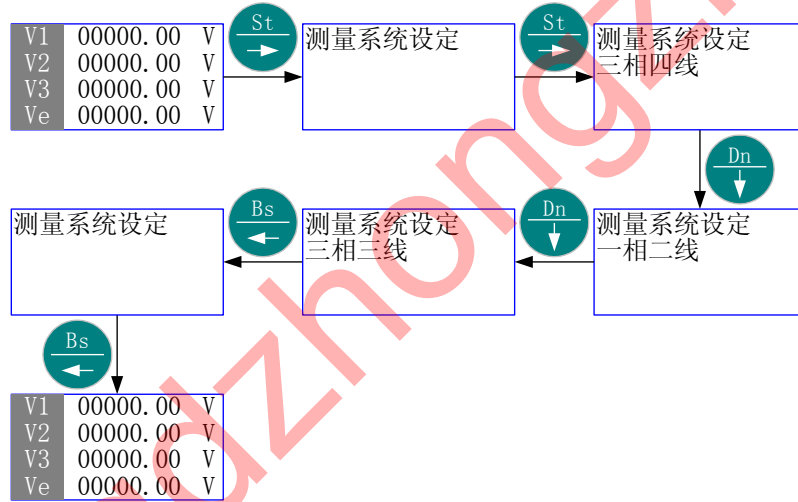 V1 00000.00 V
V2 00000.00 V
V3 00000.00 V
Ve 00000.00 V
St
测量系统设定
St
测量系统设定
三相四线
Dn
测量系统设定
一相二线
Dn
测量系统设定
三相三线
Bs
测量系统设定
Bs
V1 00000.00 V
V2 00000.00 V
V3 00000.00 V
Ve 00000.00 V
dzhongz